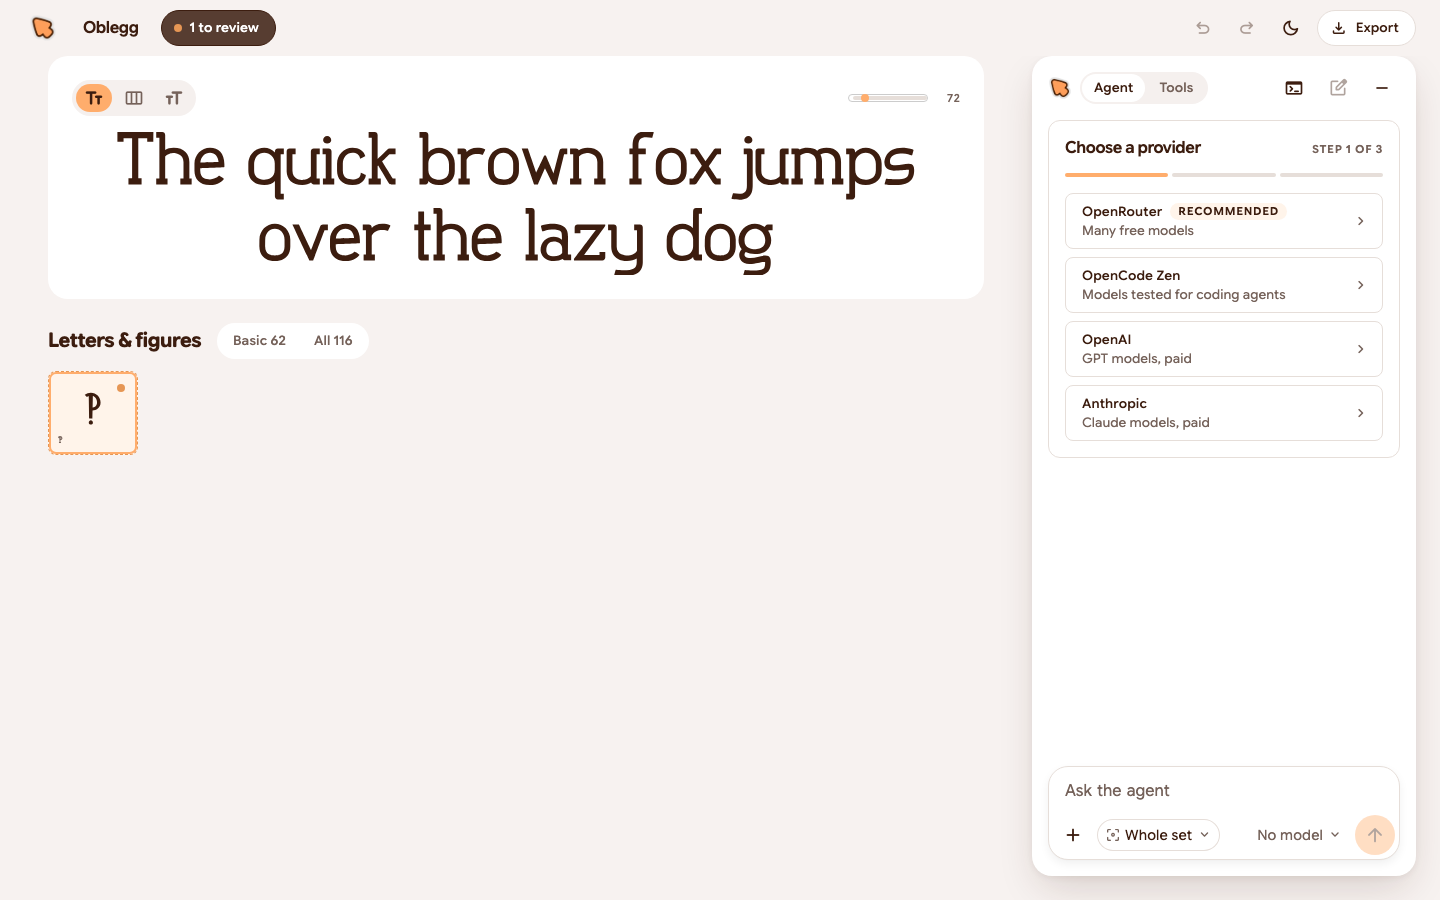 Oblegg
1 to review
Export
72
The quick brown fox jumps
over the lazy dog
Letters & figures
Basic 62
All 116
‽
‽
Agent
Tools
Choose a provider
STEP 1 OF 3
OpenRouter RECOMMENDED
Many free models
OpenCode Zen
Models tested for coding agents
OpenAI
GPT models, paid
Anthropic
Claude models, paid
Ask the agent
Whole set
No model